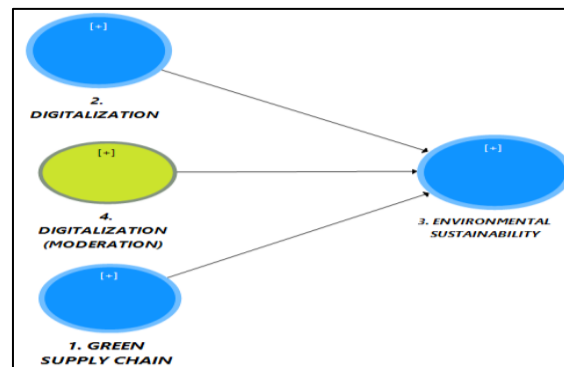 [+]
2.
DIGITALIZATION
[+]
4.
DIGITALIZATION
(MODERATION)
[+]
3. ENVIRONMENTAL
SUSTAINABILITY
[+]
1. GREEN
SUPPLY CHAIN